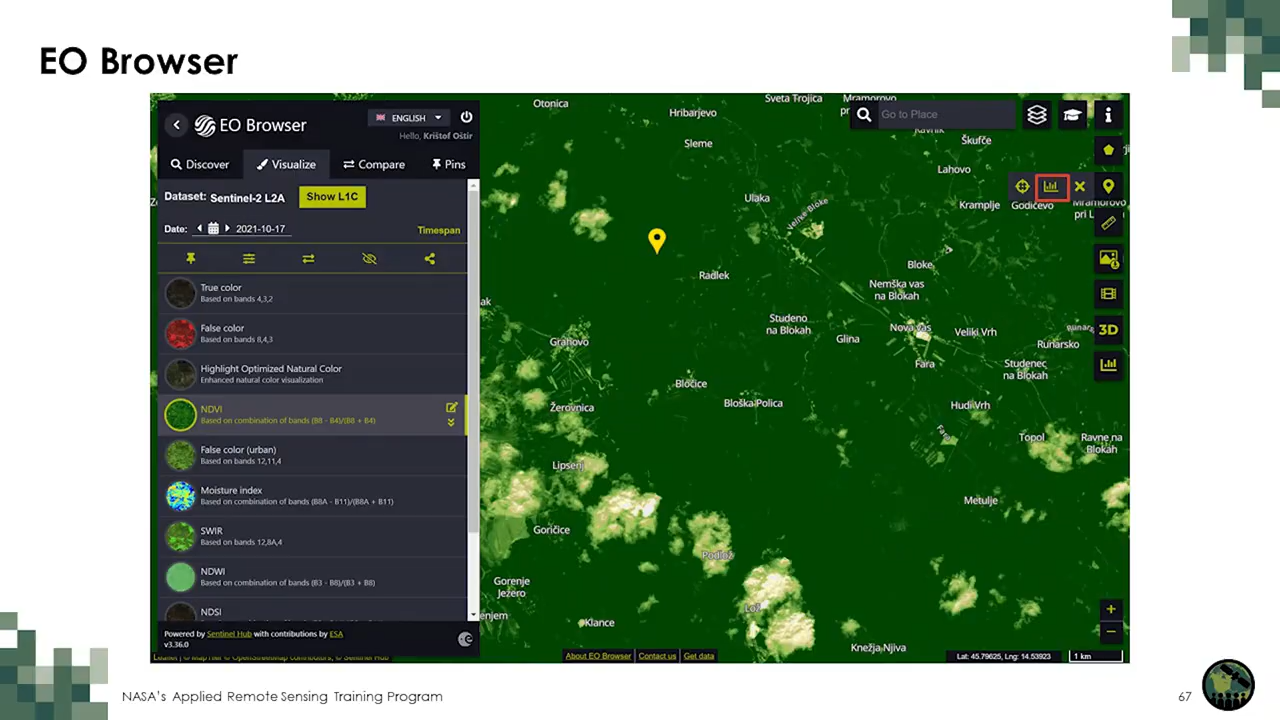 EO Browser
EO Browser
ENGLISH
Hello, Krištof Oštir
Discover
Visualize
Compare
Pins
Dataset: Sentinel-2 L2A
Show L1C
Date: 2021-10-17
Timespan
True color
Based on bands 4,3,2
False color
Based on bands 8,4,3
Highlight Optimized Natural Color
Enhanced natural color visualization
NDVI
Based on combination of bands (B8 - B4)/(B8 + B4)
False color (urban)
Based on bands 12,11,4
Moisture index
Based on combination of bands (B8A - B11)/(B8A + B11)
SWIR
Based on bands 12,8A,4
NDWI
Based on combination of bands (B3 - B8)/(B3 + B8)
NDSI
Powered by Sentinel Hub with contributions by ESA
v3.36.0
Otonica
Hribarjevo
Sveta Trojica
Mramorovo
Go to Place
Sleme
Škufče
Lahovo
Ulaka
Kramplje
Godičevo
Mramorovo
pri L
Velike Bloke
Radlek
Bloke
Nemška vas
na Blokah
Studeno
na Blokah
Glina
Nova vas
Veliki Vrh
Runarsko
3D
Grahovo
Fara
Studenec
na Blokah
Bločice
Bloška Polica
Žerovnica
Hudi Vrh
Fara
Topol
Ravne na
Blokah
Lipsenj
Metulje
Goričice
Podlož
Gorenje
Jezero
Lož
Klance
Knežja Njiva
About EO Browser
Contact us
Get data
Lat: 45.79625, Lng: 14.53923
1 km
NASA's Applied Remote Sensing Training Program
67